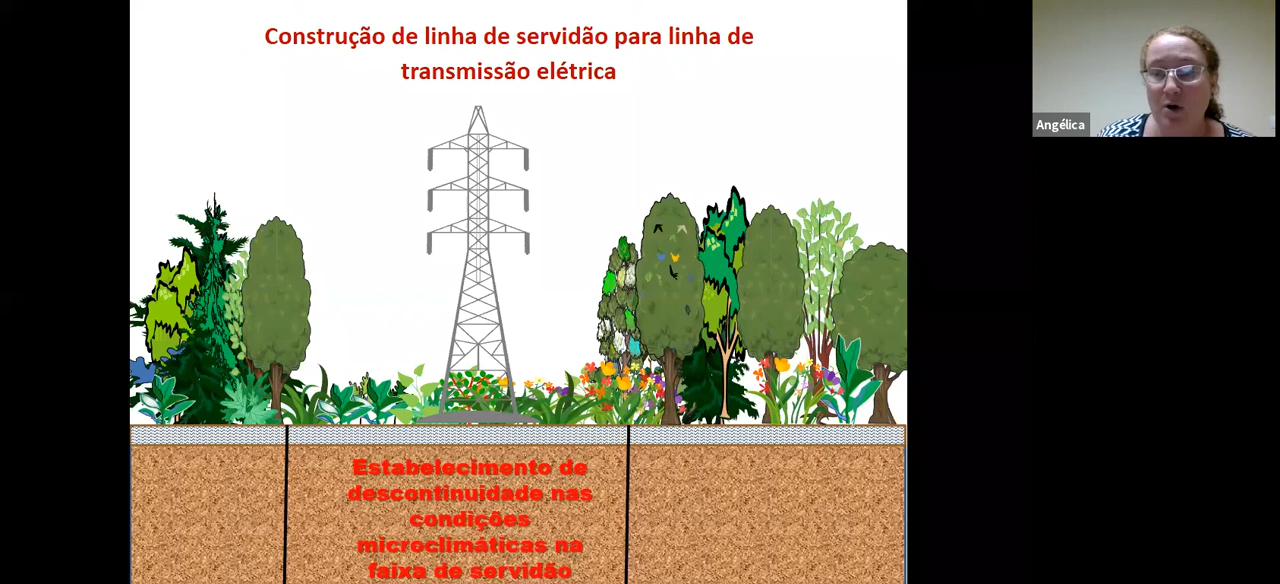 Construção de linha de servidão para linha de
transmissão elétrica
Angélica
Estabelecimento de
descontinuidade nas
condições
microclimáticas na
faixa de servidão